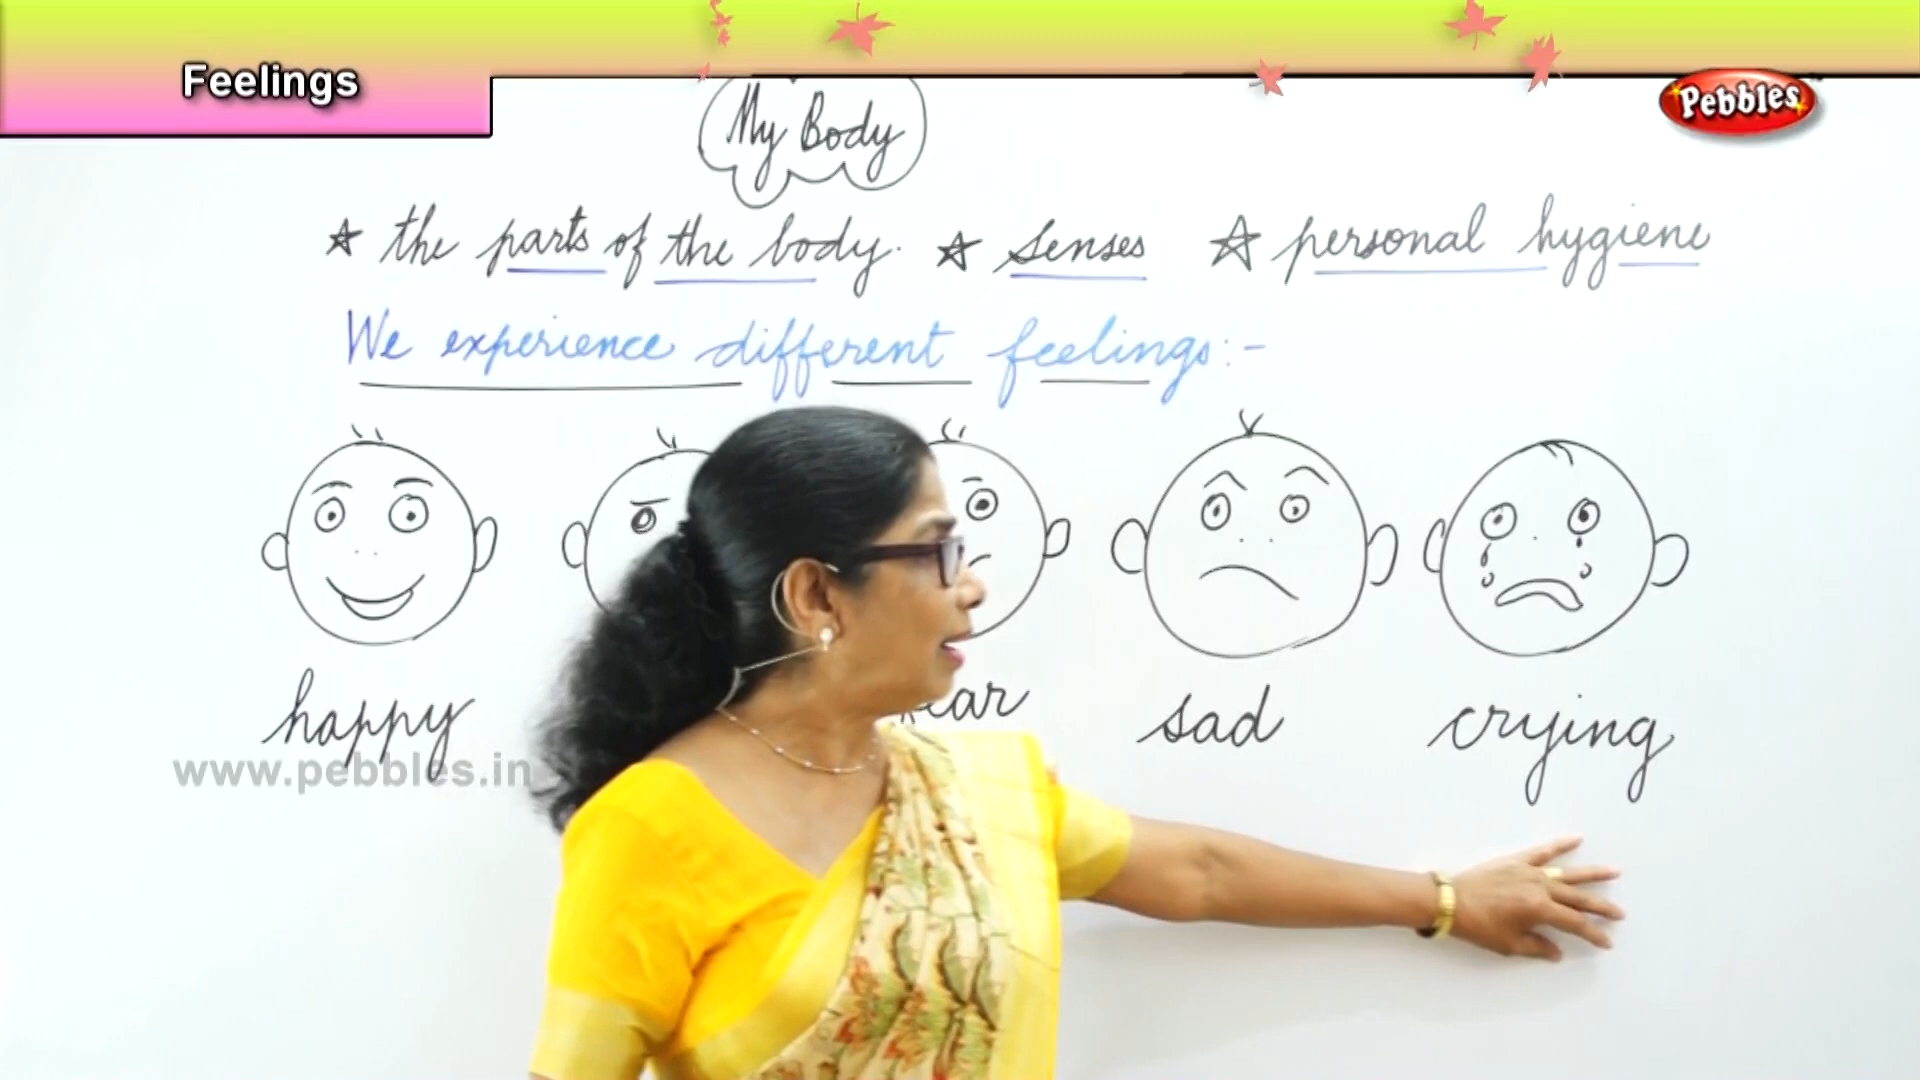 Feelings
Pebbles
My Body
☆ the parts of the body. ☆ senses ☆ personal hygiene
We experience different feelings:-
happy ear sad crying
www.pebbles.in